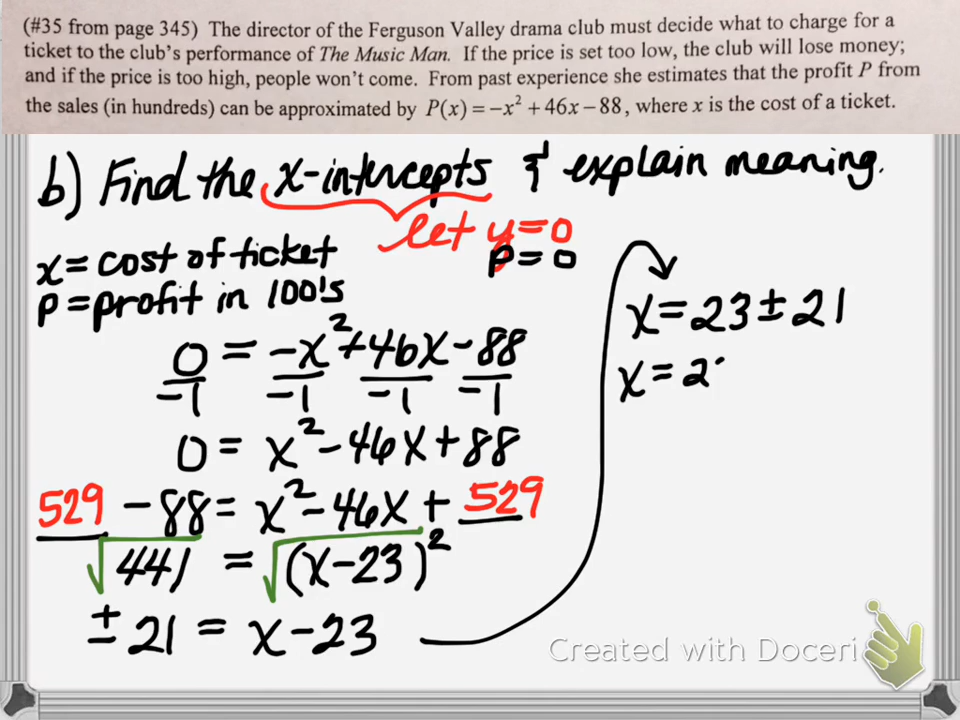 (#35 from page 345) The director of the Ferguson Valley drama club must decide what to charge for a
ticket to the club's performance of The Music Man. If the price is set too low, the club will lose money;
and if the price is too high, people won't come. From past experience she estimates that the profit P from
the sales (in hundreds) can be approximated by P(x) = −x² + 46x − 88, where x is the cost of a ticket.
b) Find the x-intercepts & explain meaning.
let y=0
x = cost of ticket
P = 0
P = profit in 100's
0 = -x² + 46x - 88
-1 -1 -1 -1
0 = x² - 46x + 88
529 - 88 = x² - 46x + 529
√441 = √(x-23)²
± 21 = x - 23
x = 23 ± 21
x = 2
Created with Doceri